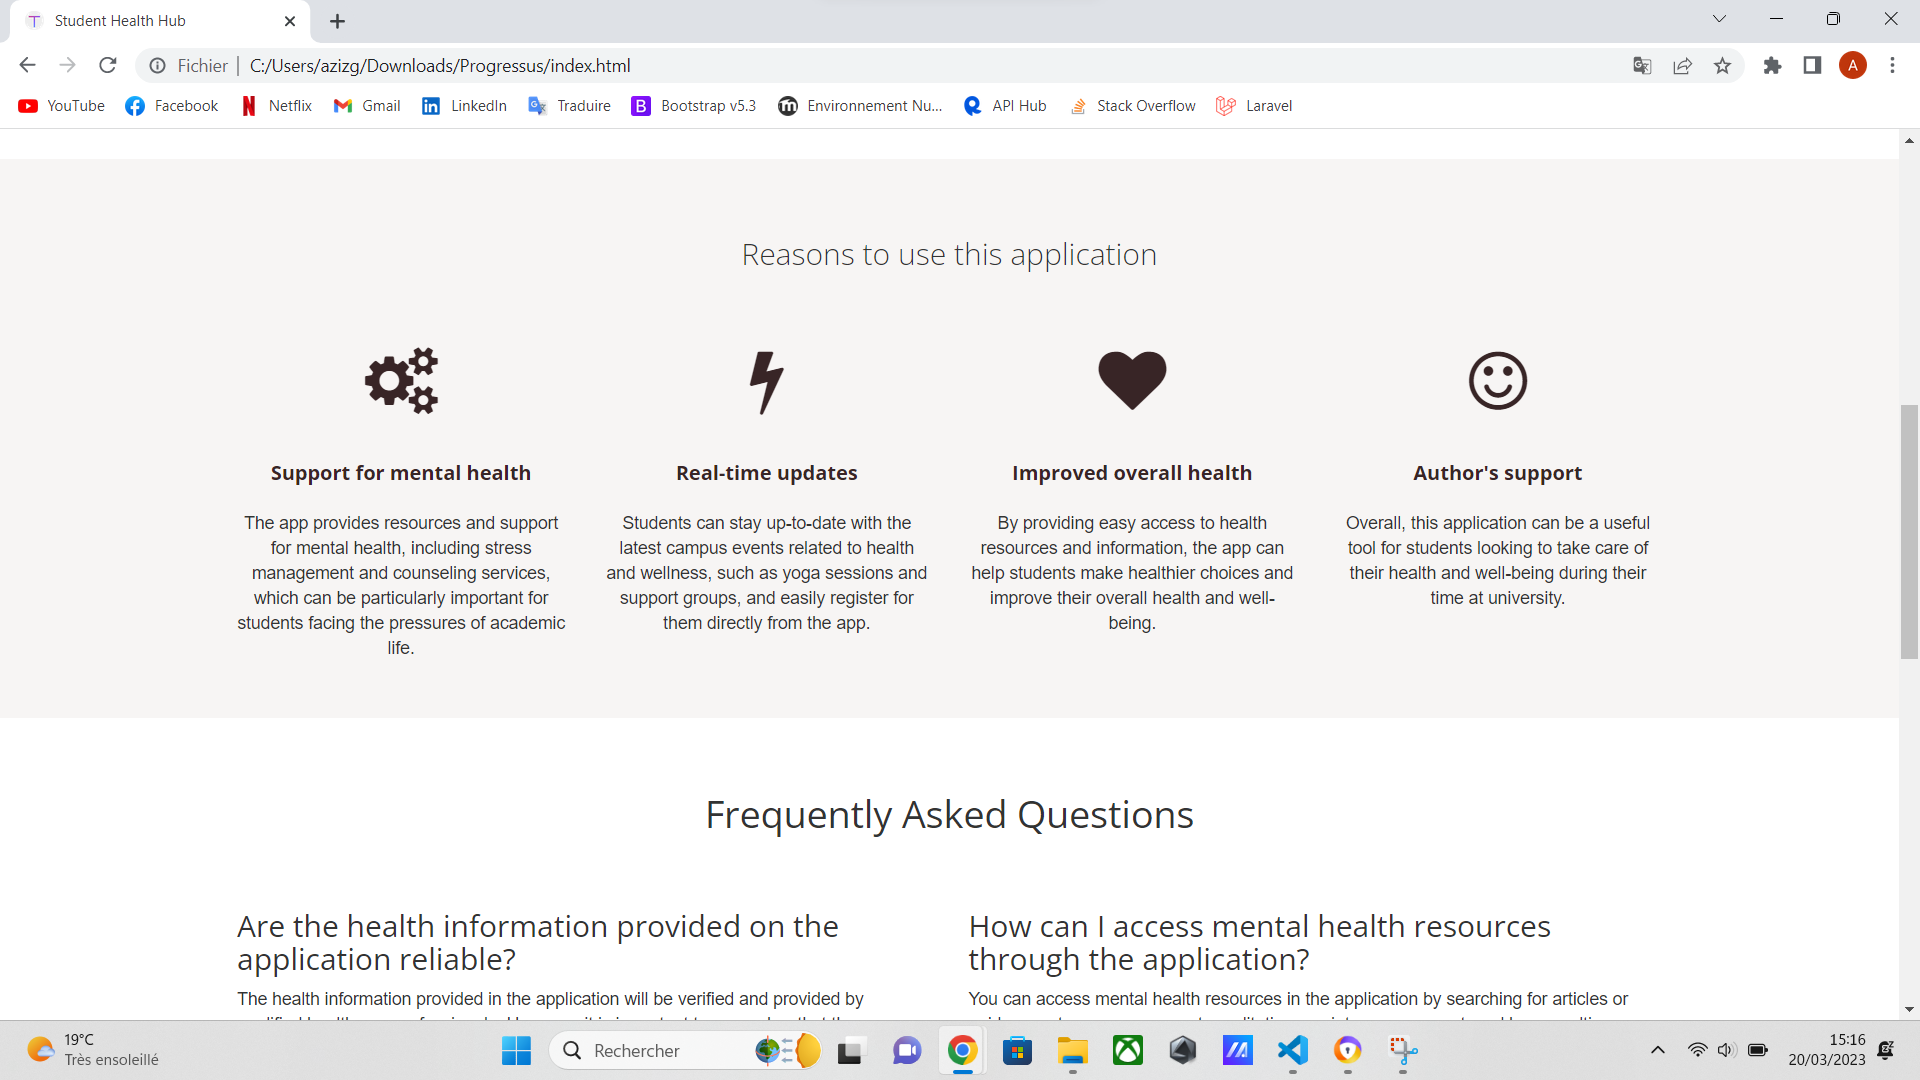 Student Health Hub
Fichier | C:/Users/azizg/Downloads/Progressus/index.html
A
YouTube Facebook Netflix Gmail LinkedIn Traduire Bootstrap v5.3 Environnement Nu... API Hub Stack Overflow Laravel
Reasons to use this application
Support for mental health
The app provides resources and support
for mental health, including stress
management and counseling services,
which can be particularly important for
students facing the pressures of academic
life.
Real-time updates
Students can stay up-to-date with the
latest campus events related to health
and wellness, such as yoga sessions and
support groups, and easily register for
them directly from the app.
Improved overall health
By providing easy access to health
resources and information, the app can
help students make healthier choices and
improve their overall health and well-
being.
Author's support
Overall, this application can be a useful
tool for students looking to take care of
their health and well-being during their
time at university.
Frequently Asked Questions
Are the health information provided on the
application reliable?
The health information provided in the application will be verified and provided by
How can I access mental health resources
through the application?
You can access mental health resources in the application by searching for articles or
19°C
Très ensoleillé
Rechercher
15:16
20/03/2023